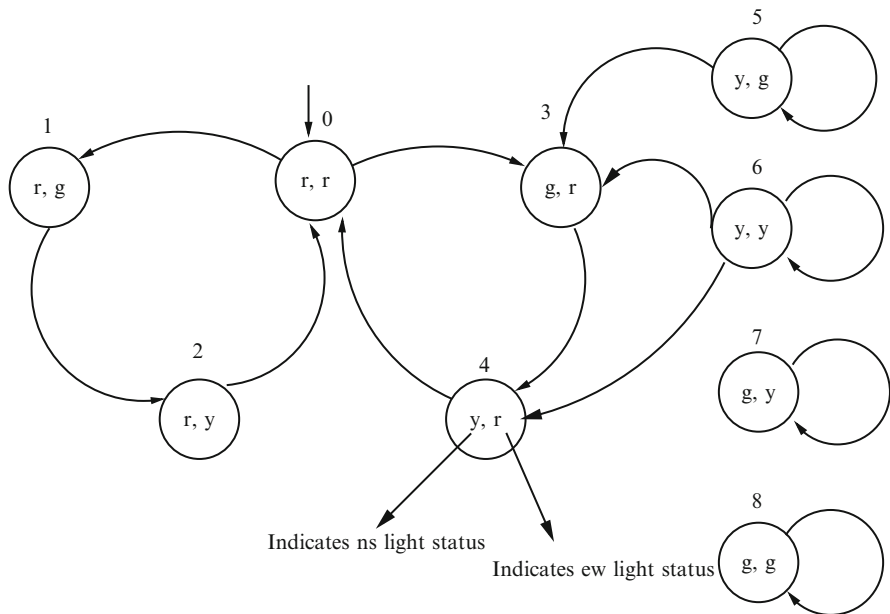 5
y, g
0
3
1
r, g
r, r
g, r
6
y, y
2
r, y
4
y, r
7
g, y
Indicates ns light status
Indicates ew light status
8
g, g